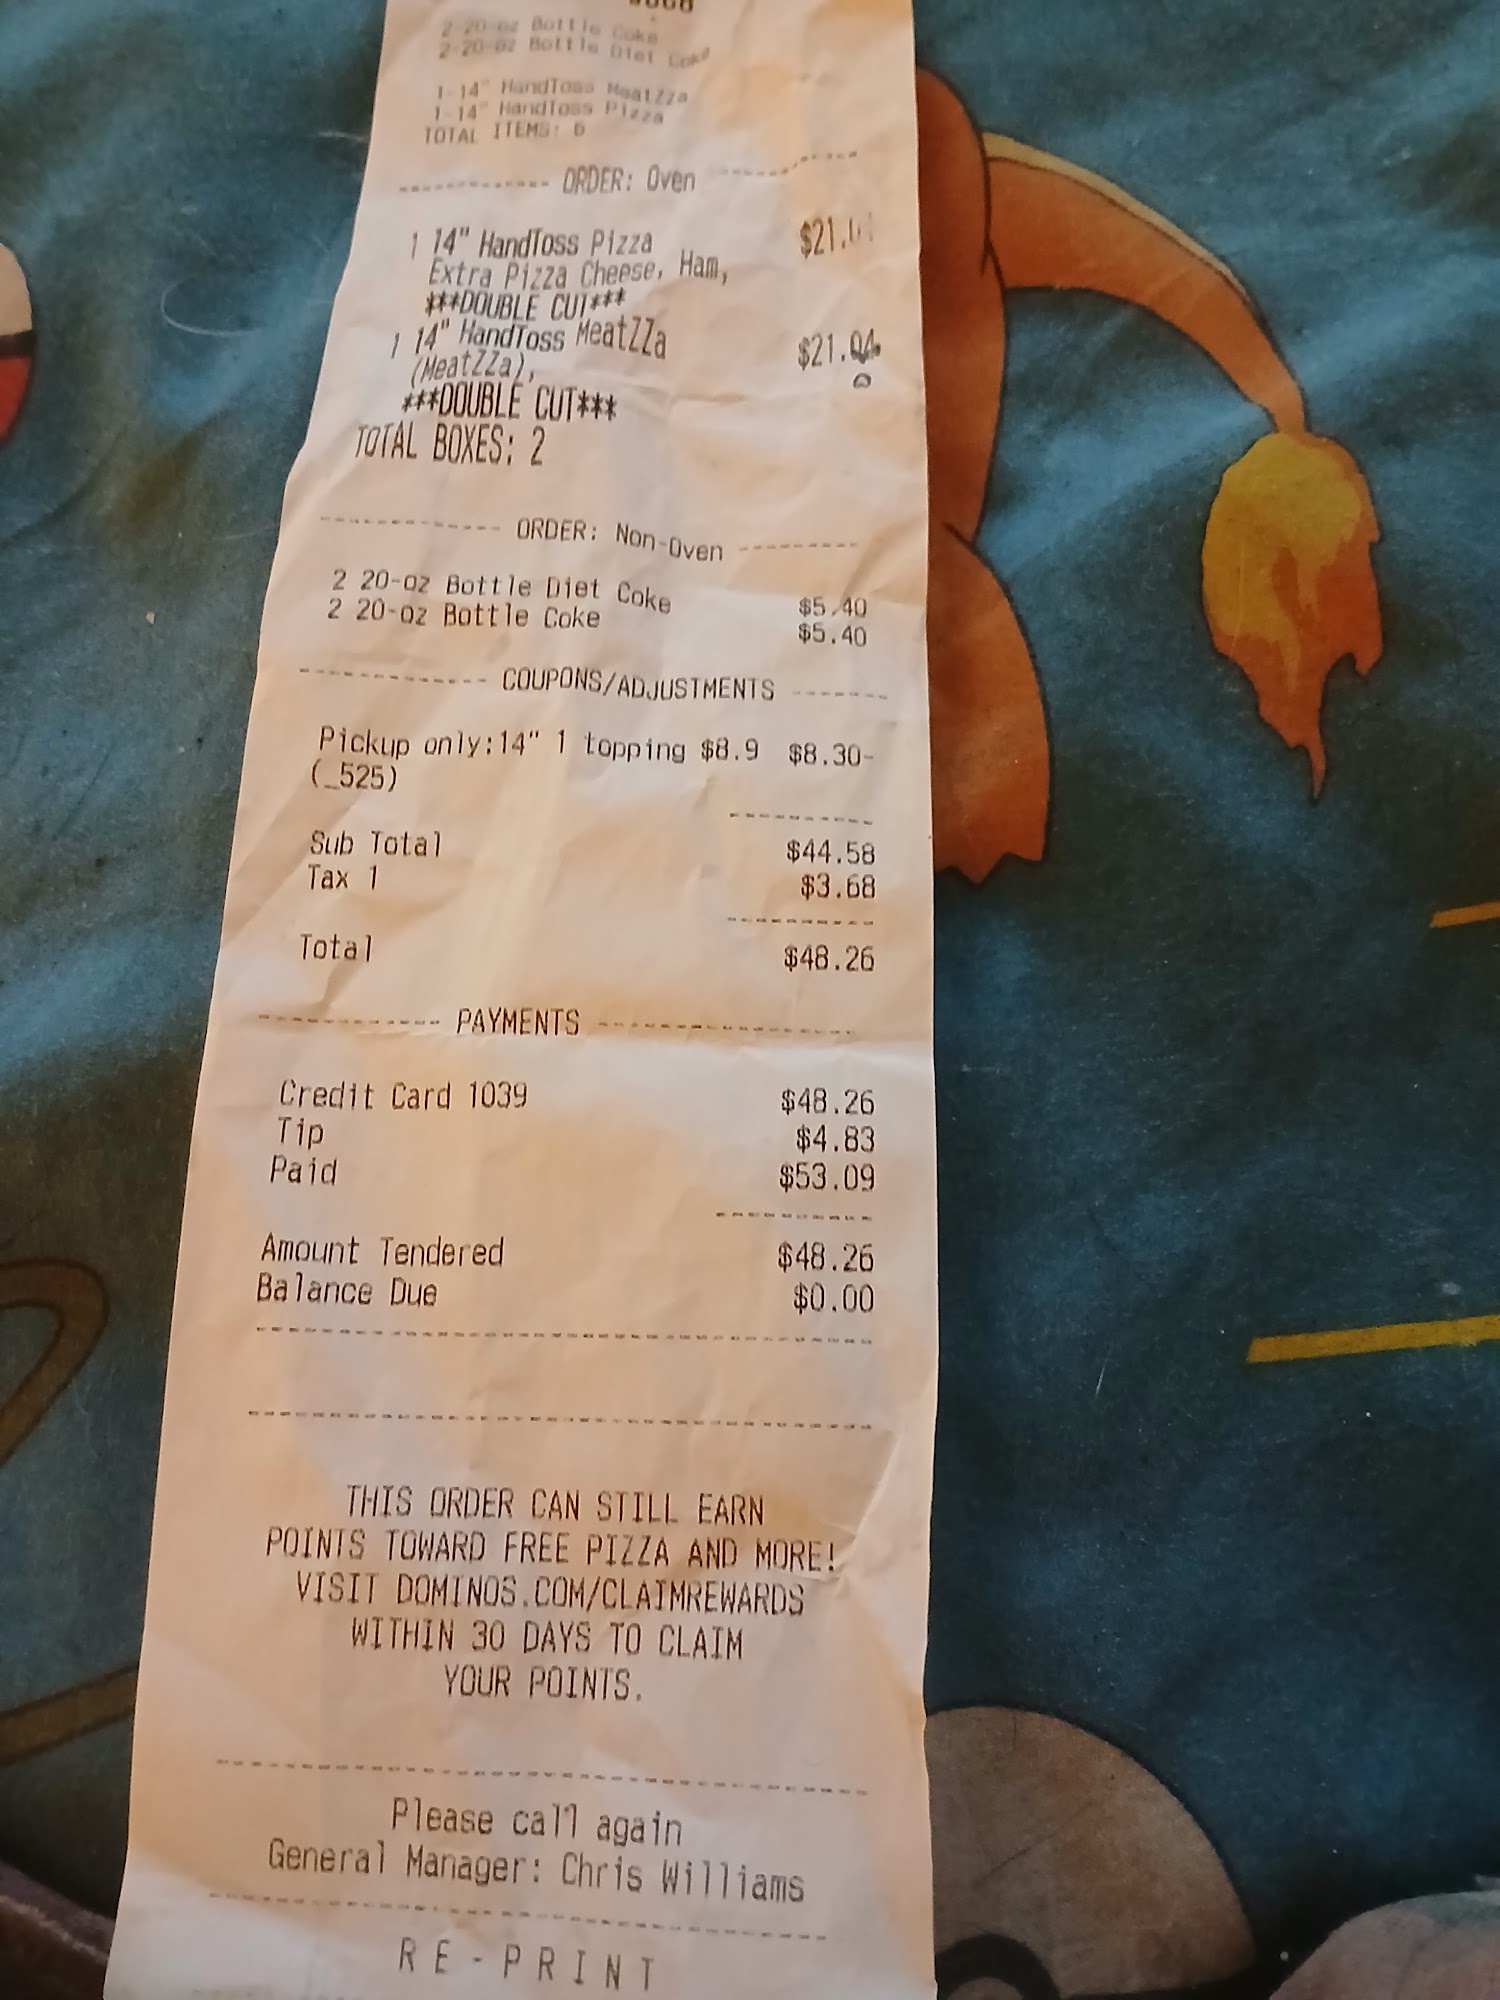 2-20-oz Bottle Coke
2-20-oz Bottle Diet Coke
1-14" HandToss MeatZZa
1-14" HandToss Pizza
TOTAL ITEMS: 6
------------ ORDER: Oven ------------
1 14" HandToss Pizza
Extra Pizza Cheese, Ham,
***DOUBLE CUT***
1 14" HandToss MeatZZa $21.04
(MeatZZa),
***DOUBLE CUT***
TOTAL BOXES: 2
------------ ORDER: Non-Oven ---------
2 20-oz Bottle Diet Coke $5.40
2 20-oz Bottle Coke $5.40
------------- COUPONS/ADJUSTMENTS -------
Pickup only:14" 1 topping $8.9 $8.30-
(_525)
----------
Sub Total $44.58
Tax 1 $3.68
----------
Total $48.26
------------ PAYMENTS -----------------
Credit Card 1039 $48.26
Tip $4.83
Paid $53.09
----------
Amount Tendered $48.26
Balance Due $0.00
----------------------------------------
----------------------------------------
THIS ORDER CAN STILL EARN
POINTS TOWARD FREE PIZZA AND MORE!
VISIT DOMINOS.COM/CLAIMREWARDS
WITHIN 30 DAYS TO CLAIM
YOUR POINTS.
----------------------------------------
Please call again
General Manager: Chris Williams
----------------------------------------
RE-PRINT